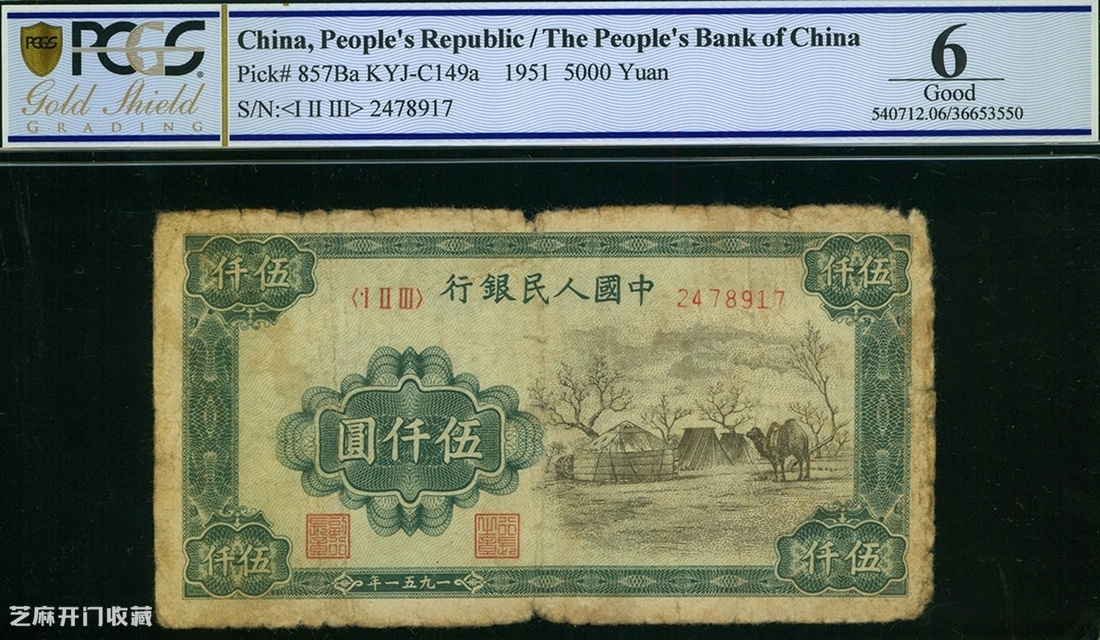 PCGS
PCGS
Gold Shield
GRADING
China, People's Republic / The People's Bank of China
Pick# 857Ba KYJ-C149a 1951 5000 Yuan
S/N:<I II III> 2478917
6
Good
540712.06/36653550
仟伍
仟伍
行銀民人國中
〈I II III〉
2478917
圓仟伍
仟伍
仟伍
年一五九一
芝麻开门收藏